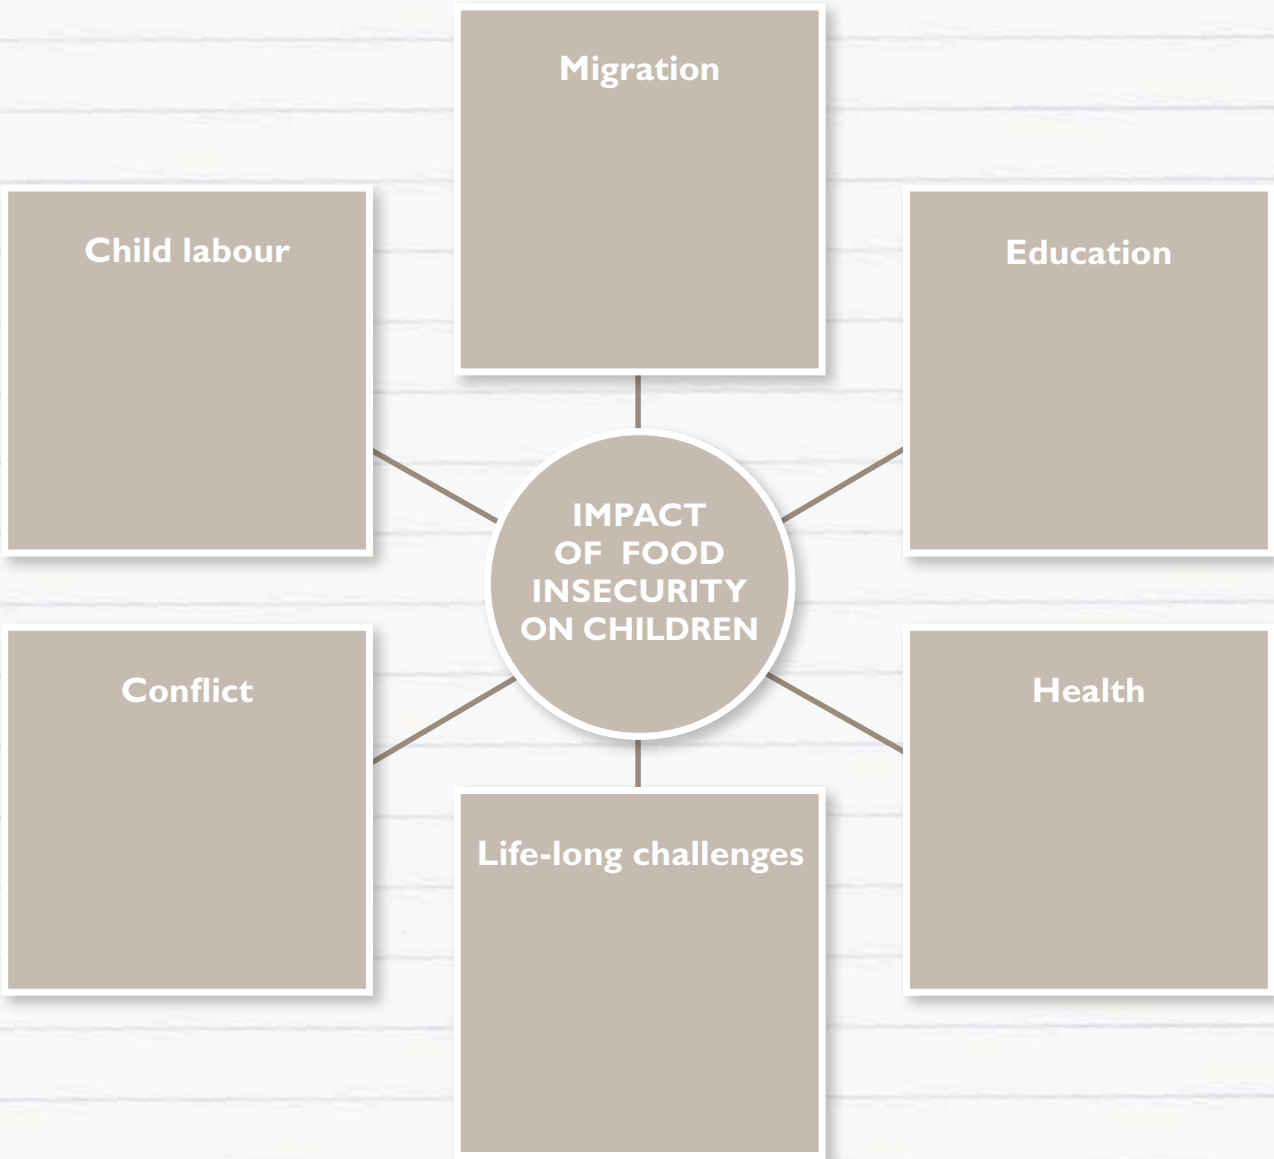 Migration
Child labour
Education
IMPACT
OF FOOD
INSECURITY
ON CHILDREN
Conflict
Health
Life-long challenges